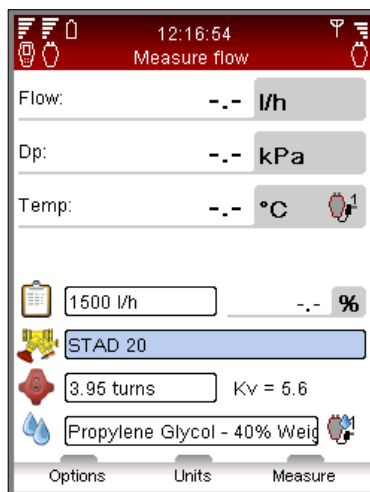 12:16:54
Measure flow
Flow: -.- l/h
Dp: -.- kPa
Temp: -.- °C 1
1500 l/h -.- %
STAD 20
3.95 turns Kv = 5.6
Propylene Glycol - 40% Weig
Options Units Measure